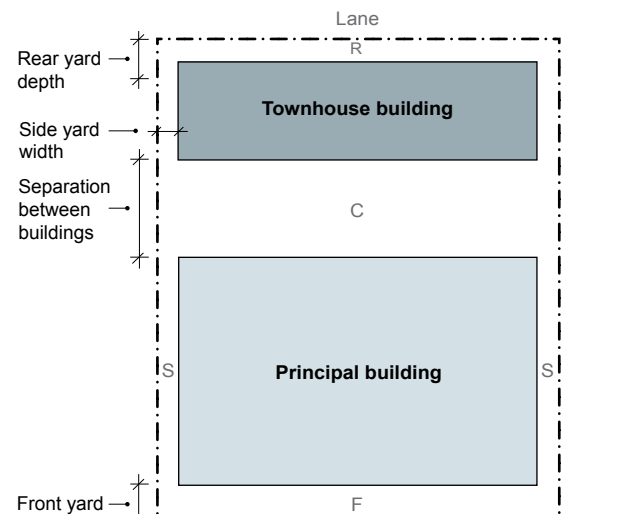 Lane
Rear yard
depth
R
Townhouse building
Side yard
width
Separation
between
buildings
C
S
Principal building
S
Front yard
F